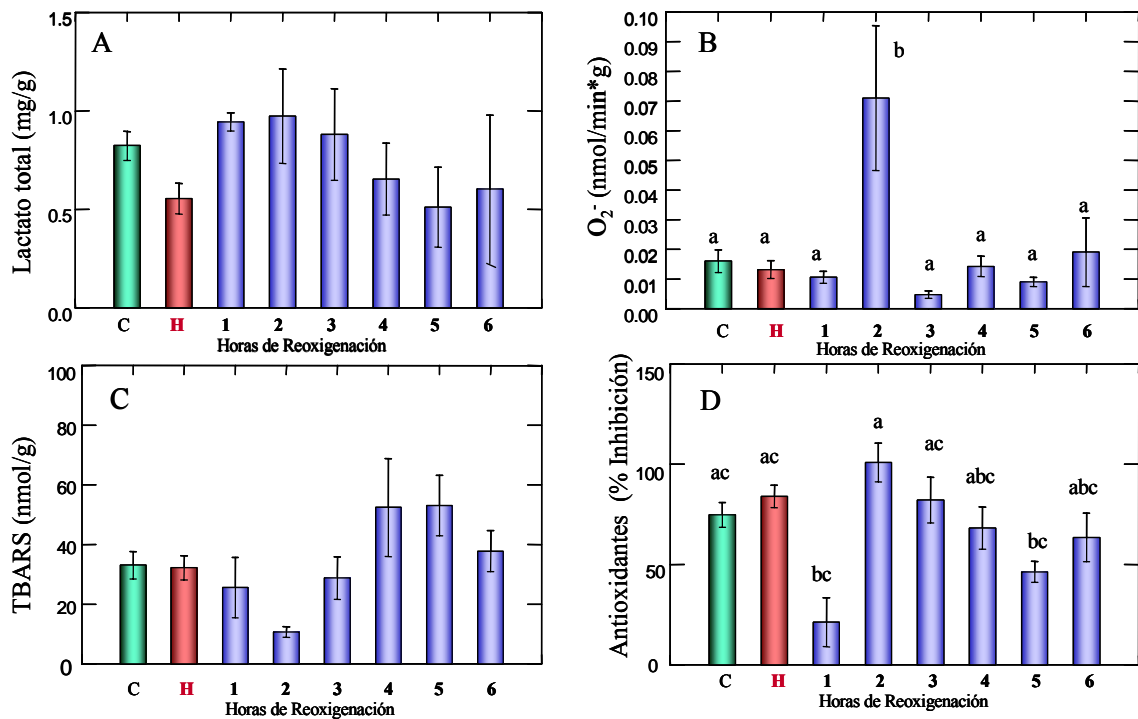 A
Lactato total (mg/g)
1.5
1.0
0.5
0.0
C H 1 2 3 4 5 6
Horas de Reoxigenación
B
O₂⁻ (nmol/min*g)
0.10
0.09
0.08
0.07
0.06
0.05
0.04
0.03
0.02
0.01
0.00
a a a b a a a a
C H 1 2 3 4 5 6
Horas de Reoxigenación
C
TBARS (nmol/g)
100
80
60
40
20
0
C H 1 2 3 4 5 6
Horas de Reoxigenación
D
Antioxidantes (% Inhibición)
150
100
50
0
ac ac bc a ac abc bc abc
C H 1 2 3 4 5 6
Horas de Reoxigenación